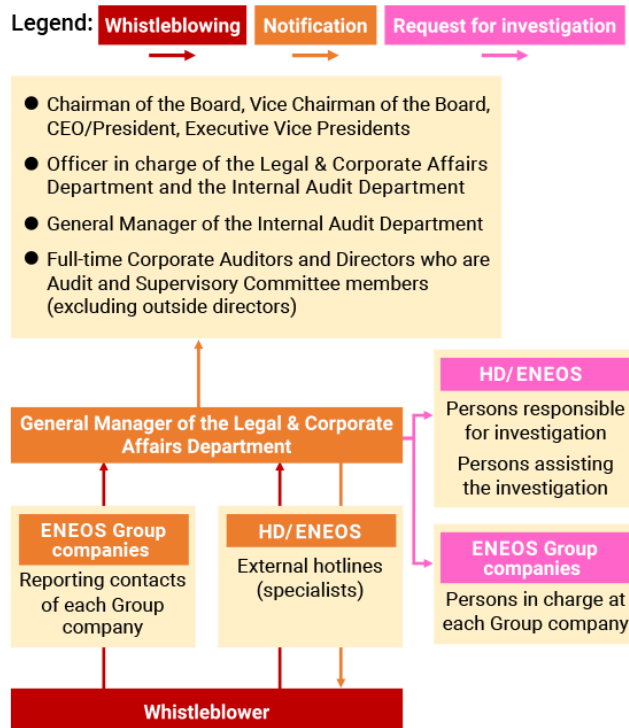 Legend: Whistleblowing Notification Request for investigation
● Chairman of the Board, Vice Chairman of the Board,
CEO/President, Executive Vice Presidents
● Officer in charge of the Legal & Corporate Affairs
Department and the Internal Audit Department
● General Manager of the Internal Audit Department
● Full-time Corporate Auditors and Directors who are
Audit and Supervisory Committee members
(excluding outside directors)
General Manager of the Legal & Corporate
Affairs Department
HD/ENEOS
Persons responsible
for investigation
Persons assisting
the investigation
ENEOS Group
companies
Reporting contacts
of each Group
company
HD/ENEOS
External hotlines
(specialists)
ENEOS Group
companies
Persons in charge at
each Group company
Whistleblower